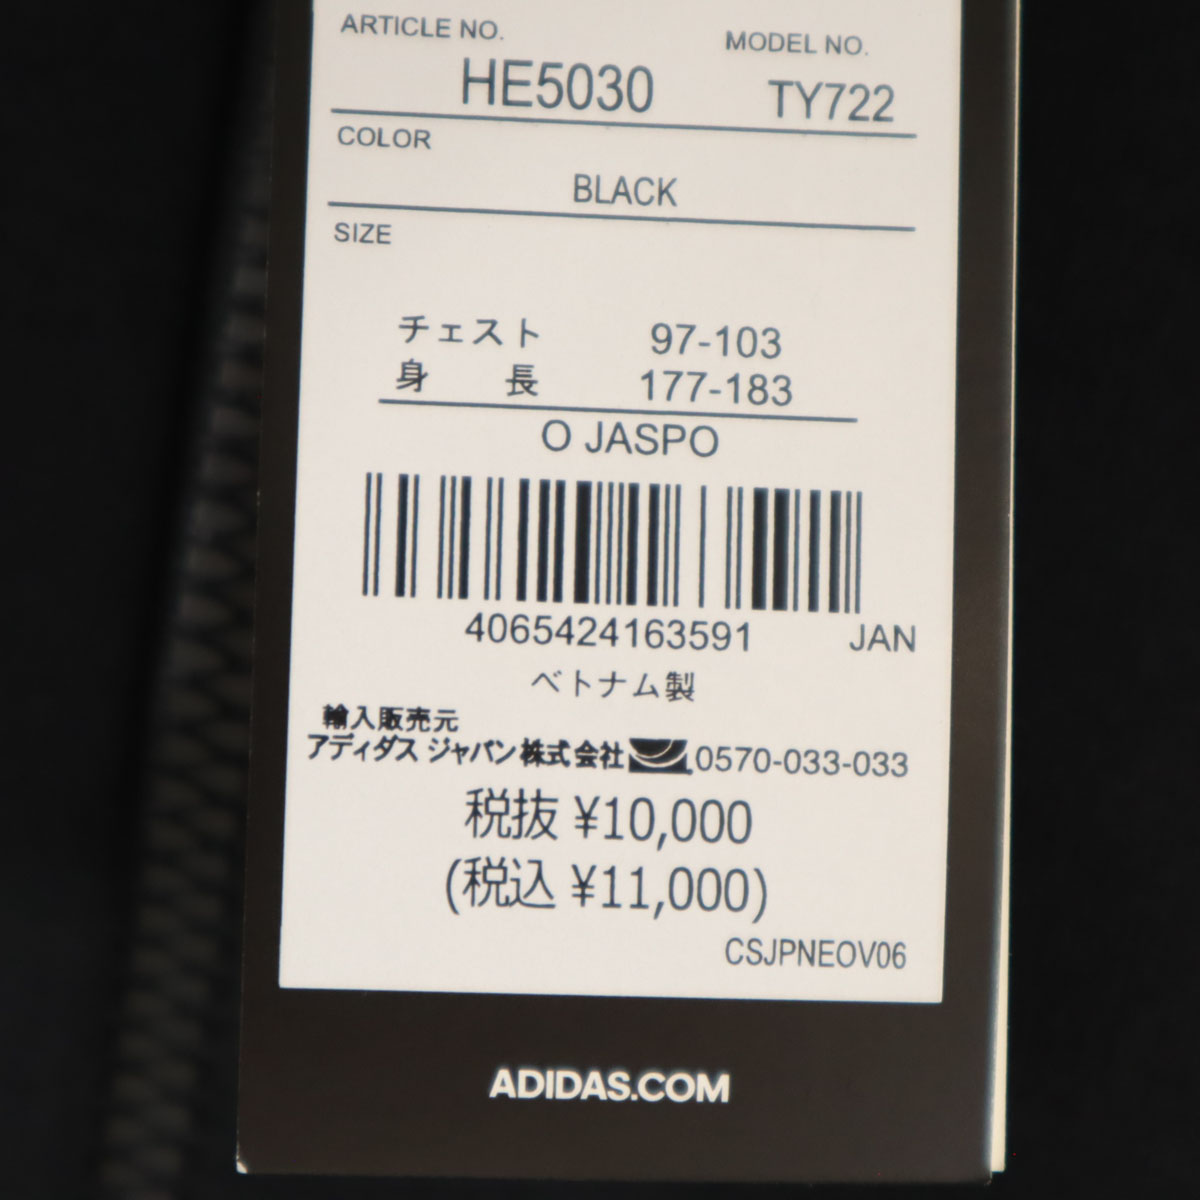 ARTICLE NO. MODEL NO.
HE5030 TY722
COLOR
BLACK
SIZE
チェスト 97-103
身 長 177-183
O JASPO
4065424163591 JAN
ベトナム製
輸入販売元
アディダス ジャパン株式会社 0570-033-033
税抜 ¥10,000
(税込 ¥11,000)
CSJPNEOV06
ADIDAS.COM